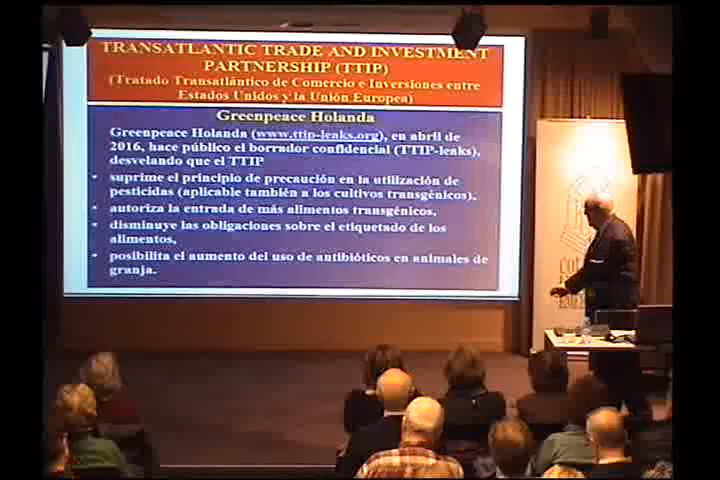 TRANSATLANTIC TRADE AND INVESTMENT
PARTNERSHIP (TTIP)
(Tratado Transatlántico de Comercio e Inversiones entre
Estados Unidos y la Unión Europea)
Greenpeace Holanda
Greenpeace Holanda (www.ttip-leaks.org), en abril de
2016, hace público el borrador confidencial (TTIP-leaks),
desvelando que el TTIP
• suprime el principio de precaución en la utilización de
pesticidas (aplicable también a los cultivos transgénicos),
• autoriza la entrada de más alimentos transgénicos,
• disminuye las obligaciones sobre el etiquetado de los
alimentos,
• posibilita el aumento del uso de antibióticos en animales de
granja.